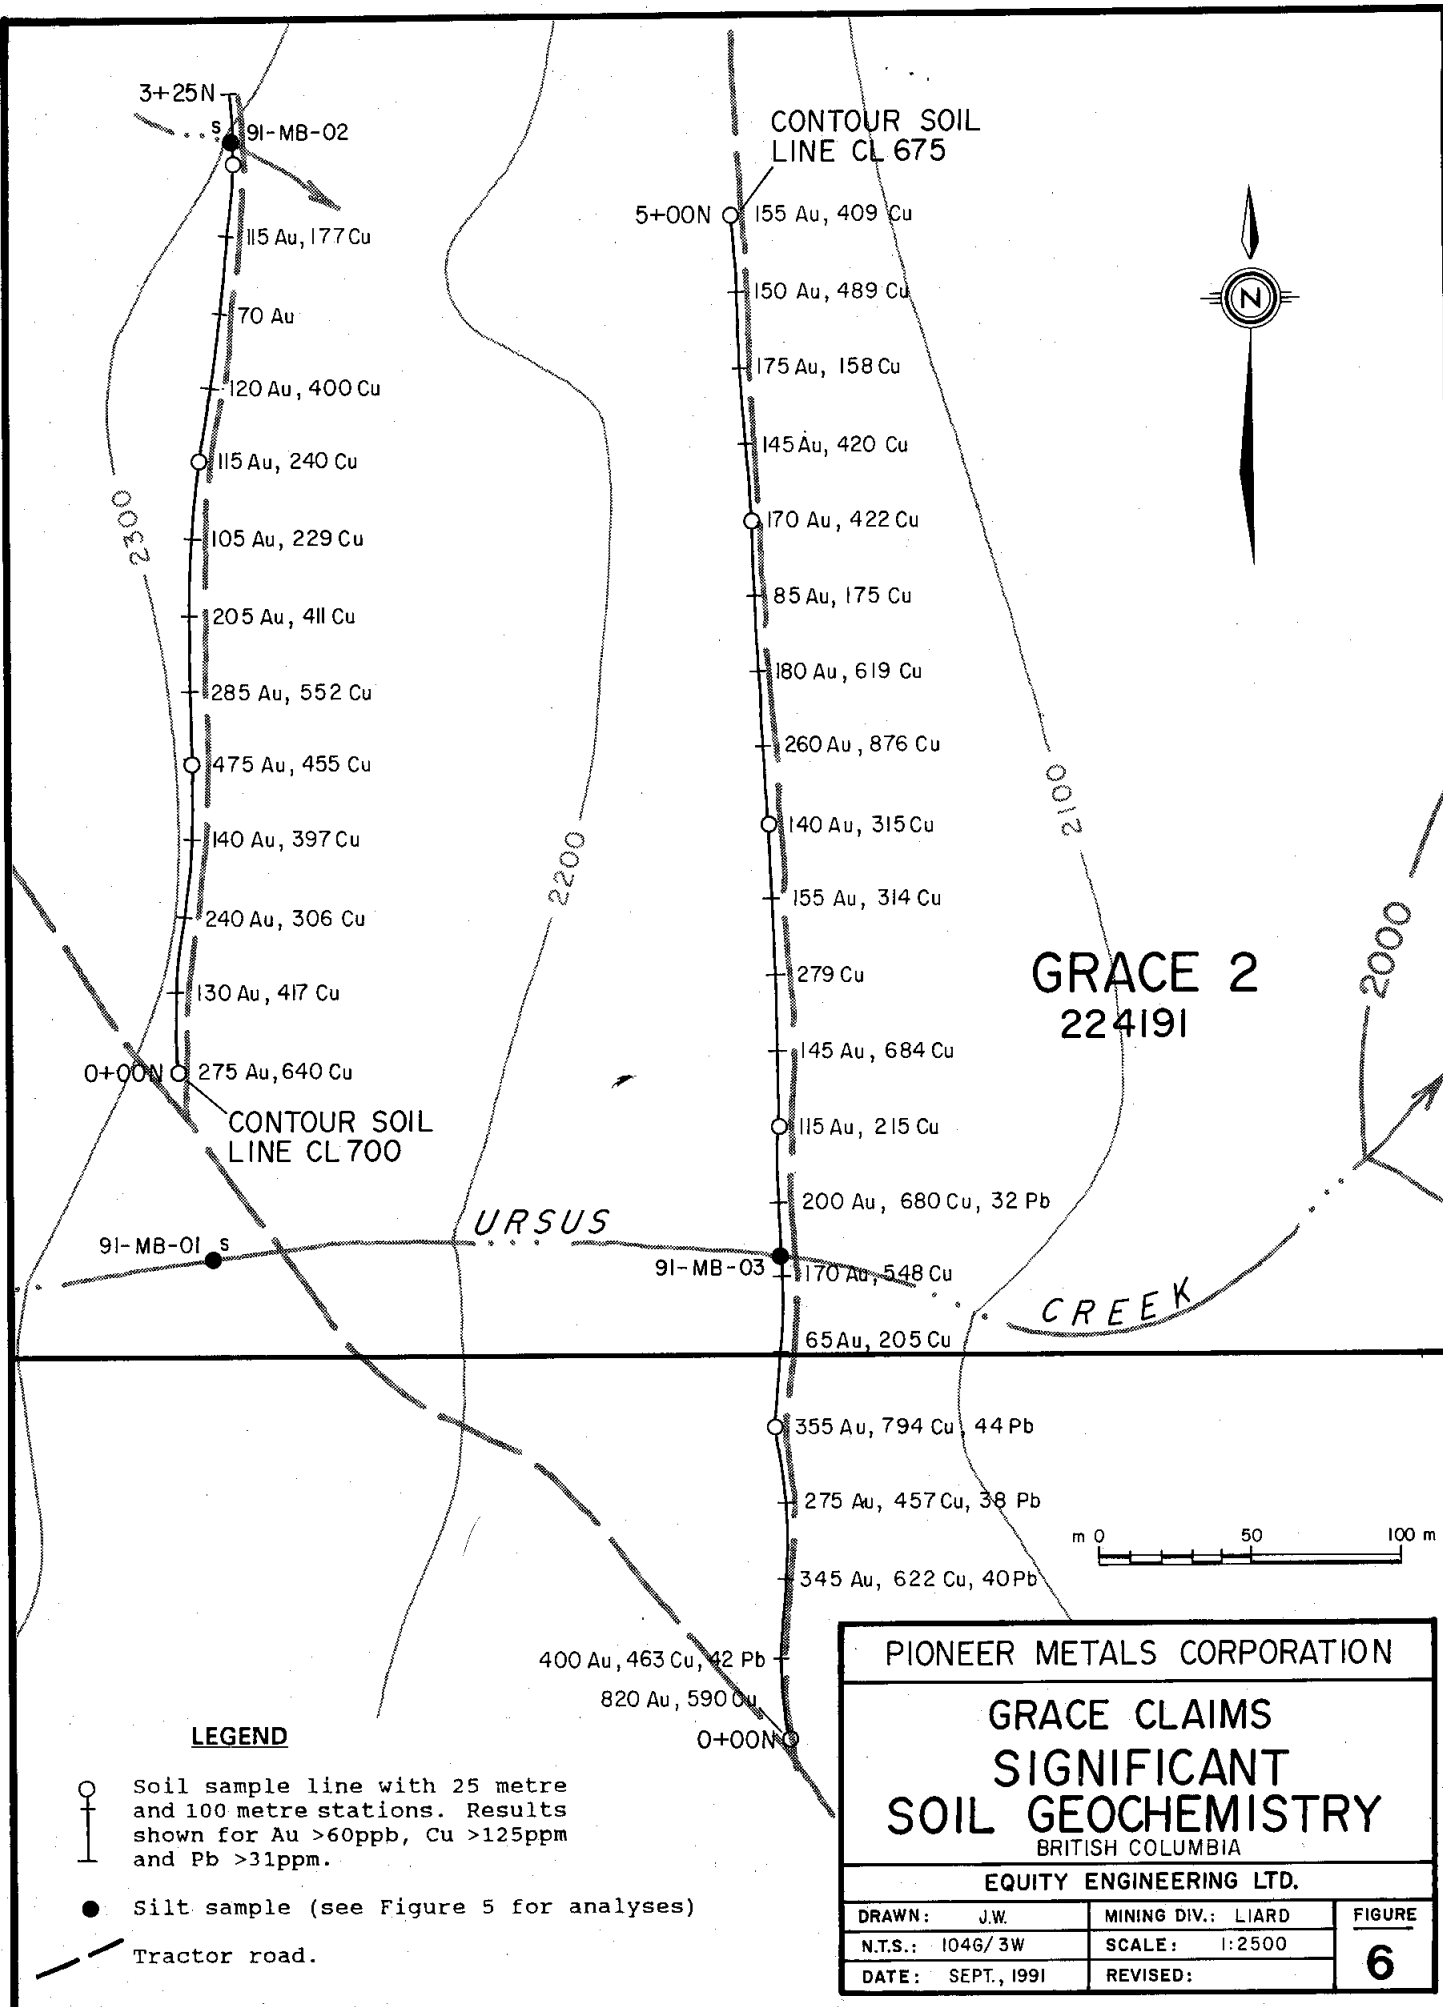 3+25N
S
91-MB-02
115 Au, 177 Cu
70 Au
120 Au, 400 Cu
115 Au, 240 Cu
105 Au, 229 Cu
205 Au, 411 Cu
285 Au, 552 Cu
475 Au, 455 Cu
140 Au, 397 Cu
240 Au, 306 Cu
130 Au, 417 Cu
0+00N
275 Au, 640 Cu
CONTOUR SOIL
LINE CL 700
2300
2200
2100
2000
CONTOUR SOIL
LINE CL 675
5+00N
155 Au, 409 Cu
150 Au, 489 Cu
175 Au, 158 Cu
145 Au, 420 Cu
170 Au, 422 Cu
85 Au, 175 Cu
180 Au, 619 Cu
260 Au, 876 Cu
140 Au, 315 Cu
155 Au, 314 Cu
279 Cu
145 Au, 684 Cu
115 Au, 215 Cu
200 Au, 680 Cu, 32 Pb
91-MB-03
170 Au, 548 Cu
65 Au, 205 Cu
355 Au, 794 Cu, 44 Pb
275 Au, 457 Cu, 38 Pb
345 Au, 622 Cu, 40 Pb
400 Au, 463 Cu, 42 Pb
820 Au, 590 Cu
0+00N
N
GRACE 2
224191
91-MB-01
S
URSUS
CREEK
m 0 50 100 m
LEGEND
Soil sample line with 25 metre
and 100 metre stations. Results
shown for Au >60ppb, Cu >125ppm
and Pb >31ppm.
Silt sample (see Figure 5 for analyses)
Tractor road.
PIONEER METALS CORPORATION
GRACE CLAIMS
SIGNIFICANT
SOIL GEOCHEMISTRY
BRITISH COLUMBIA
EQUITY ENGINEERING LTD.
DRAWN: J.W.
MINING DIV.: LIARD
FIGURE
N.T.S.: 104G/3W
SCALE: 1:2500
6
DATE: SEPT., 1991
REVISED: